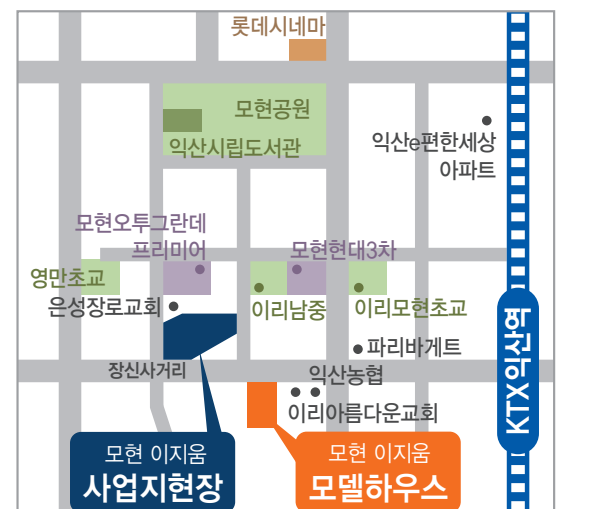 롯데시네마
모현공원
익산시립도서관
익산e편한세상
아파트
모현오투그란데
프리미어
모현현대3차
영만초교
은성장로교회
이리남중
이리모현초교
파리바게트
장신사거리
익산농협
이리아름다운교회
KTX익산역
모현 이지움
사업지현장
모현 이지움
모델하우스